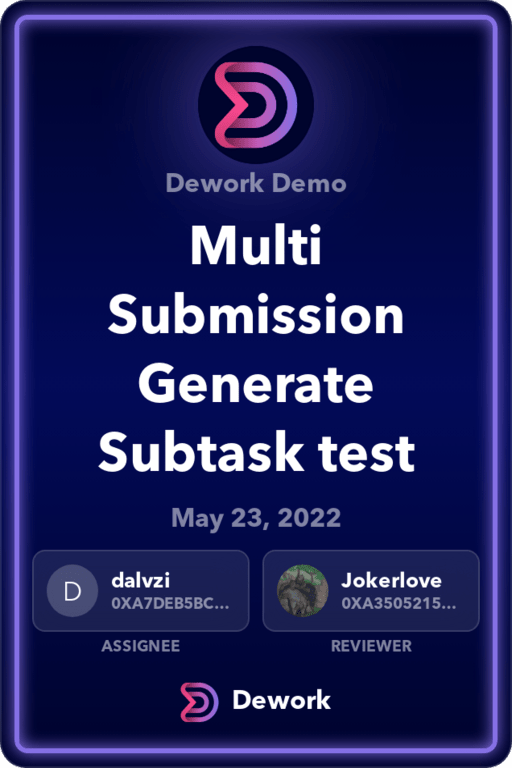 Dework Demo
Multi
Submission
Generate
Subtask test
May 23, 2022
D
dalvzi
0XA7DEB5BC...
ASSIGNEE
Jokerlove
0XA3505215...
REVIEWER
Dework